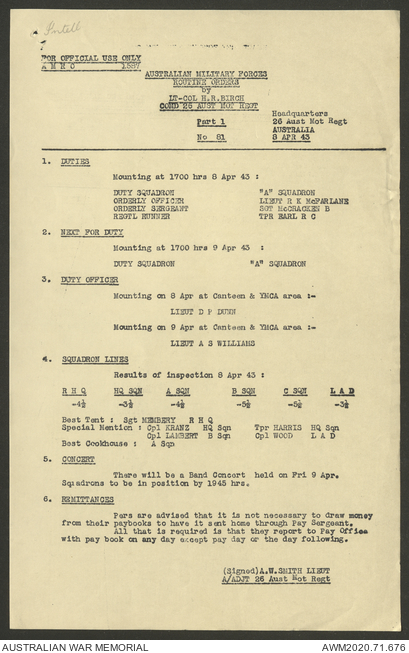 Intell
FOR OFFICIAL USE ONLY
A M R O 1587
AUSTRALIAN MILITARY FORCES
ROUTINE ORDERS
by
LT-COL H.R.BIRCH
COMD 26 AUST MOT REGT
Headquarters
Part 1 26 Aust Mot Regt
AUSTRALIA
No 81 8 APR 43
1. DUTIES
Mounting at 1700 hrs 8 Apr 43 :
DUTY SQUADRON "A" SQUADRON
ORDERLY OFFICER LIEUT R K McFARLANE
ORDERLY SERGEANT SGT McCRACKEN B
REGTL RUNNER TPR EARL R C
2. NEXT FOR DUTY
Mounting at 1700 hrs 9 Apr 43 :
DUTY SQUADRON "A" SQUADRON
3. DUTY OFFICER
Mounting on 8 Apr at Canteen & YMCA area :-
LIEUT D P DUNN
Mounting on 9 Apr at Canteen & YMCA area :-
LIEUT A S WILLIAMS
4. SQUADRON LINES
Results of inspection 8 Apr 43 :
R H Q HQ SQN A SQN B SQN C SQN L A D
-4½ -3½ -4½ -5½ -5½ -3½
Best Tent : Sgt MENBENY R H Q
Special Mention : Cpl KRANZ HQ Sqn Tpr HARRIS HQ Sqn
Cpl LAMBERT B Sqn Cpl WOOD L A D
Best Cookhouse : A Sqn
5. CONCERT
There will be a Band Concert held on Fri 9 Apr.
Squadrons to be in position by 1945 hrs.
6. REMITTANCES
Pers are advised that it is not necessary to draw money
from their paybooks to have it sent home through Pay Sergeant.
All that is required is that they report to Pay Office
with pay book on any day except pay day or the day following.
(Signed)A.W.SMITH LIEUT
A/ADJT 26 Aust Mot Regt
AUSTRALIAN WAR MEMORIAL AWM2020.71.676